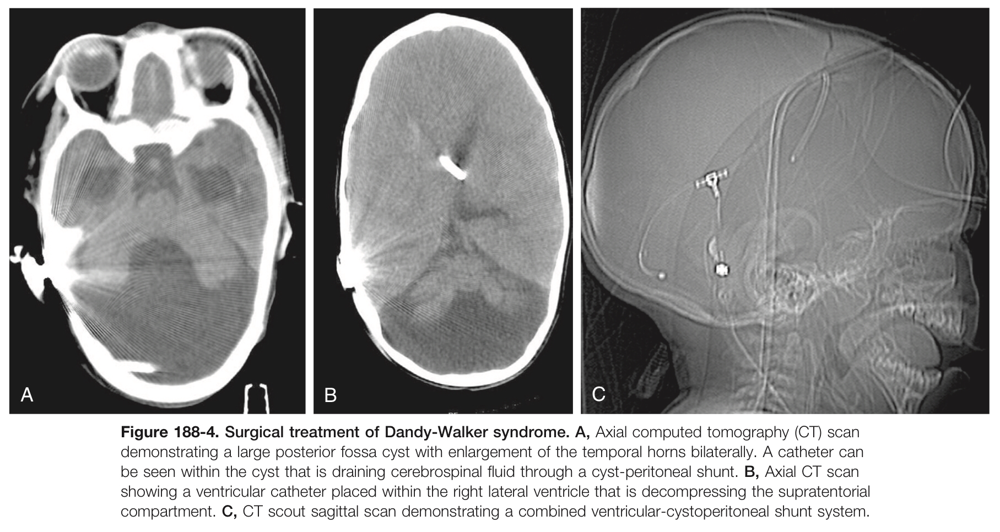 A
B
C
Figure 188-4. Surgical treatment of Dandy-Walker syndrome. A, Axial computed tomography (CT) scan
demonstrating a large posterior fossa cyst with enlargement of the temporal horns bilaterally. A catheter can
be seen within the cyst that is draining cerebrospinal fluid through a cyst-peritoneal shunt. B, Axial CT scan
showing a ventricular catheter placed within the right lateral ventricle that is decompressing the supratentorial
compartment. C, CT scout sagittal scan demonstrating a combined ventricular-cystoperitoneal shunt system.